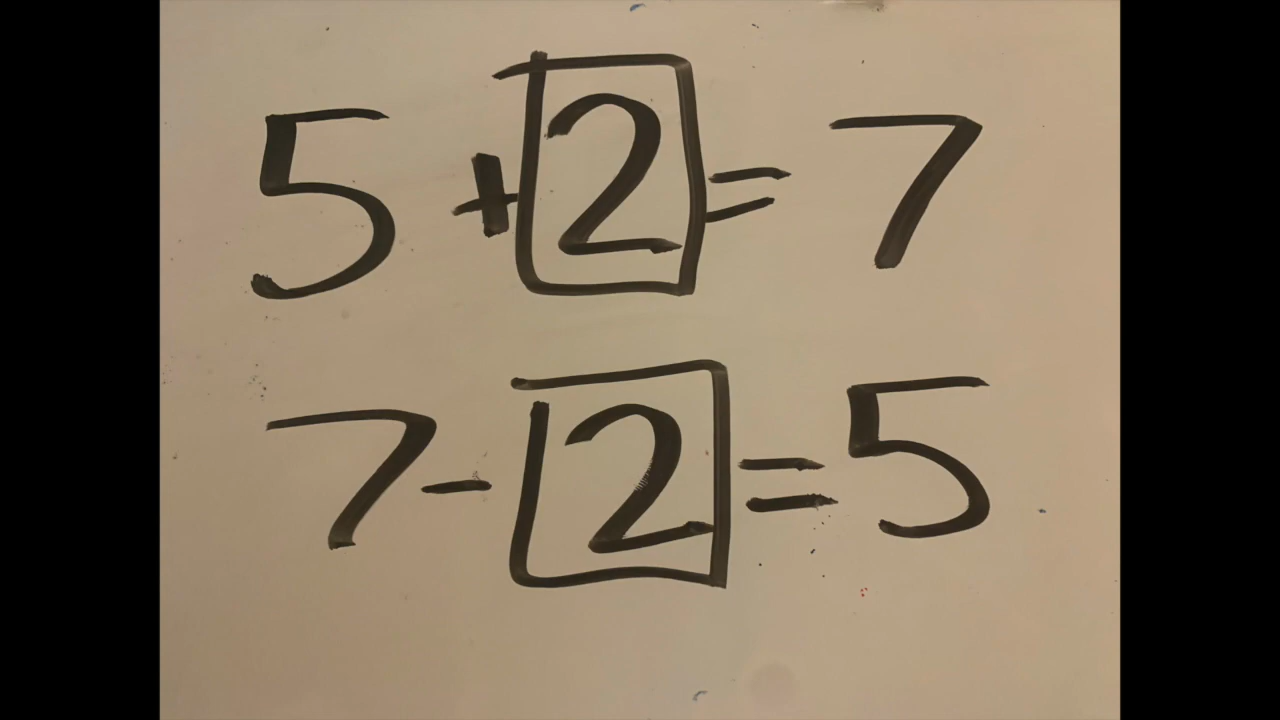 5 + 2 = 7
7 - 2 = 5